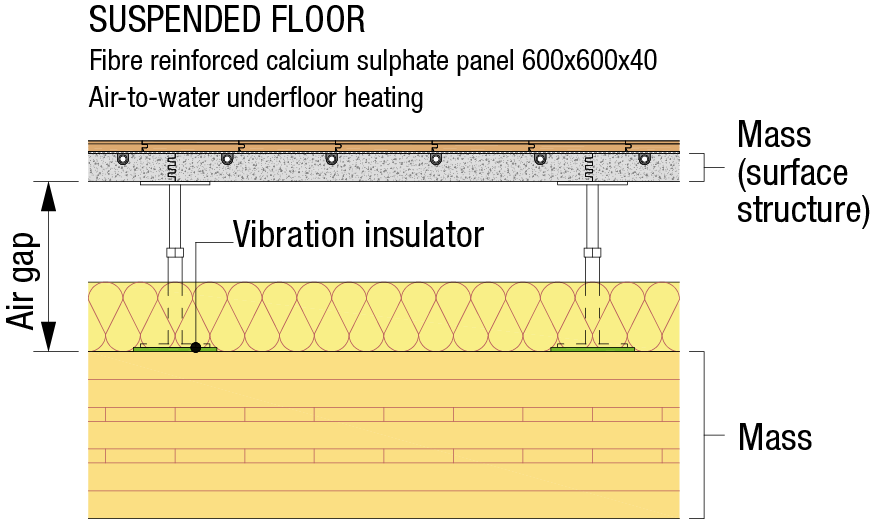 SUSPENDED FLOOR
Fibre reinforced calcium sulphate panel 600x600x40
Air-to-water underfloor heating
Mass
(surface
structure)
Vibration insulator
Air gap
Mass